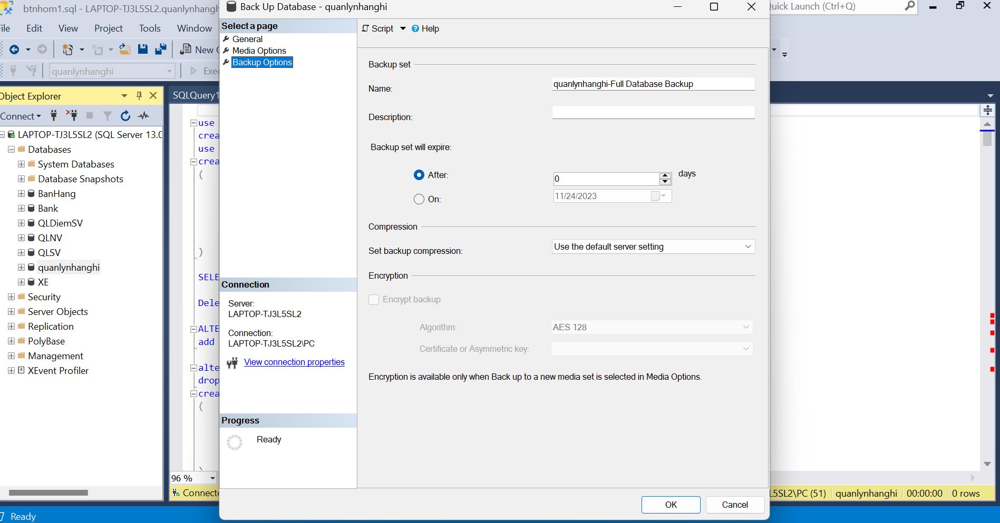 btnhom1.sql - LAPTOP-TJ3L5SL2.quanlynhangh
Quick Launch (Ctrl+Q)
File Edit View Project Tools Window
New
quanlynhanghi
Exec
Object Explorer
Connect
LAPTOP-TJ3L5SL2 (SQL Server 13.0
Databases
System Databases
Database Snapshots
BanHang
Bank
QLDiemSV
QLNV
QLSV
quanlynhanghi
XE
Security
Server Objects
Replication
PolyBase
Management
XEvent Profiler
SQLQuery1
use
crea
use
crea
(
)
SELE
Dele
ALTE
add
alte
drop
crea
(
)
96 %
Connecte
L5SL2\PC (51) quanlynhanghi 00:00:00 0 rows
Ready
Back Up Database - quanlynhanghi
Select a page
General
Media Options
Backup Options
Connection
Server:
LAPTOP-TJ3L5SL2
Connection:
LAPTOP-TJ3L5SL2\PC
View connection properties
Progress
Ready
Script Help
Backup set
Name: quanlynhanghi-Full Database Backup
Description:
Backup set will expire:
After: 0 days
On: 11/24/2023
Compression
Set backup compression: Use the default server setting
Encryption
Encrypt backup
Algorithm: AES 128
Certificate or Asymmetric key:
Encryption is available only when Back up to a new media set is selected in Media Options.
OK Cancel